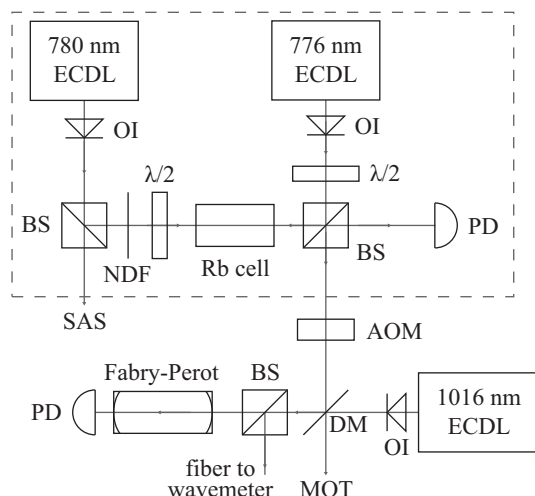 780 nm
ECDL
776 nm
ECDL
OI
OI
λ/2
λ/2
BS
NDF
Rb cell
BS
PD
SAS
AOM
Fabry-Perot
BS
PD
DM
OI
1016 nm
ECDL
fiber to
wavemeter
MOT